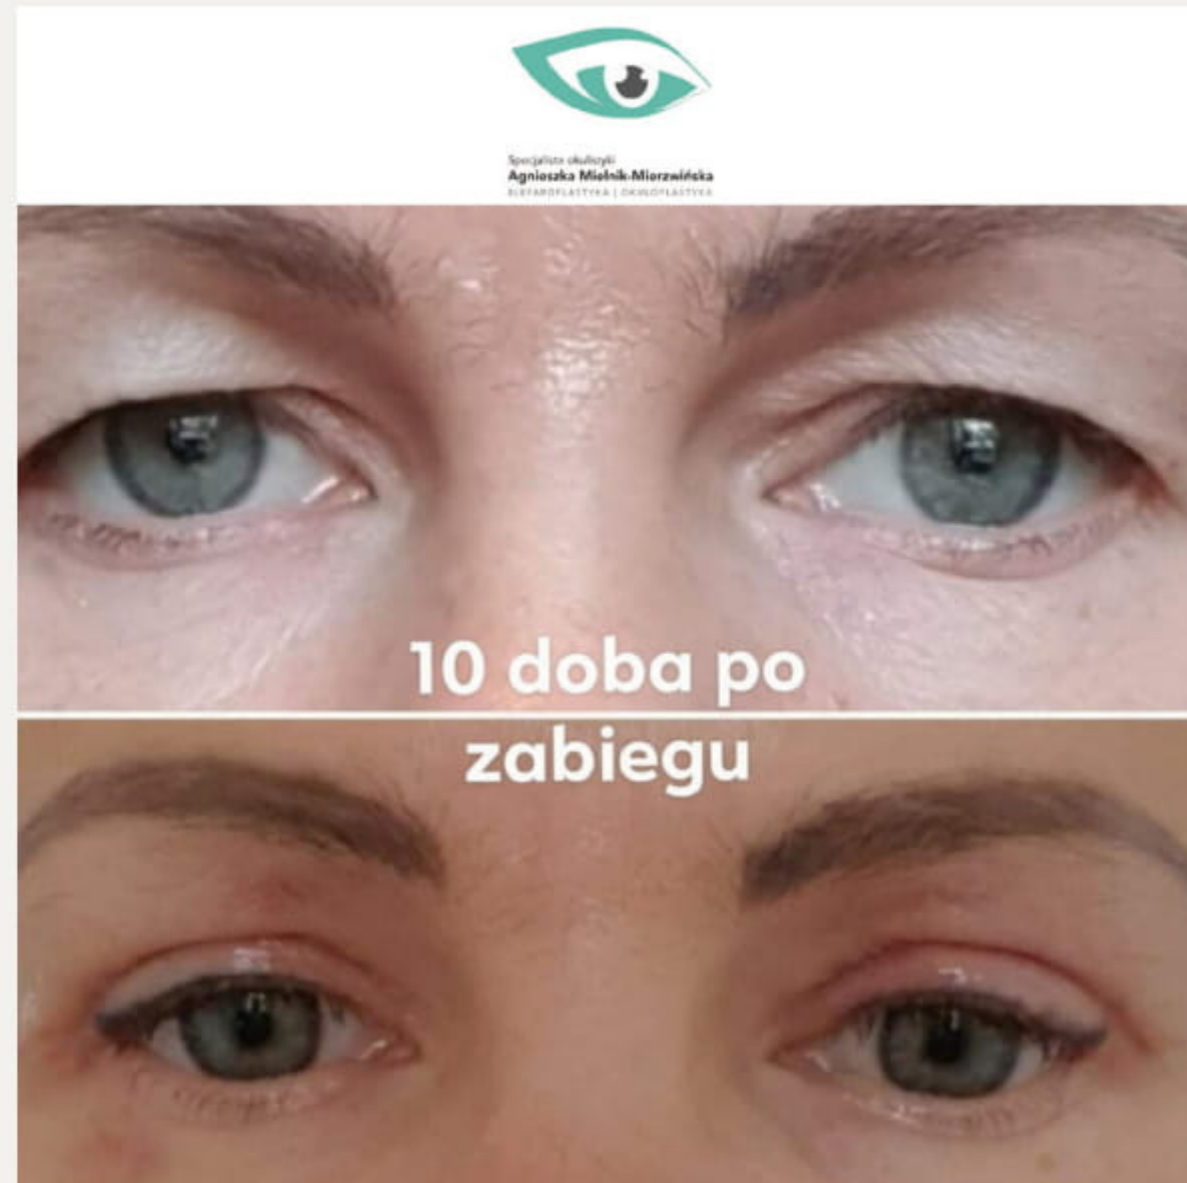 Specjalista okulistyki
Agnieszka Mielnik-Mierzwińska
BLEFAROPLASTYKA | OKULOPLASTYKA
10 doba po
zabiegu